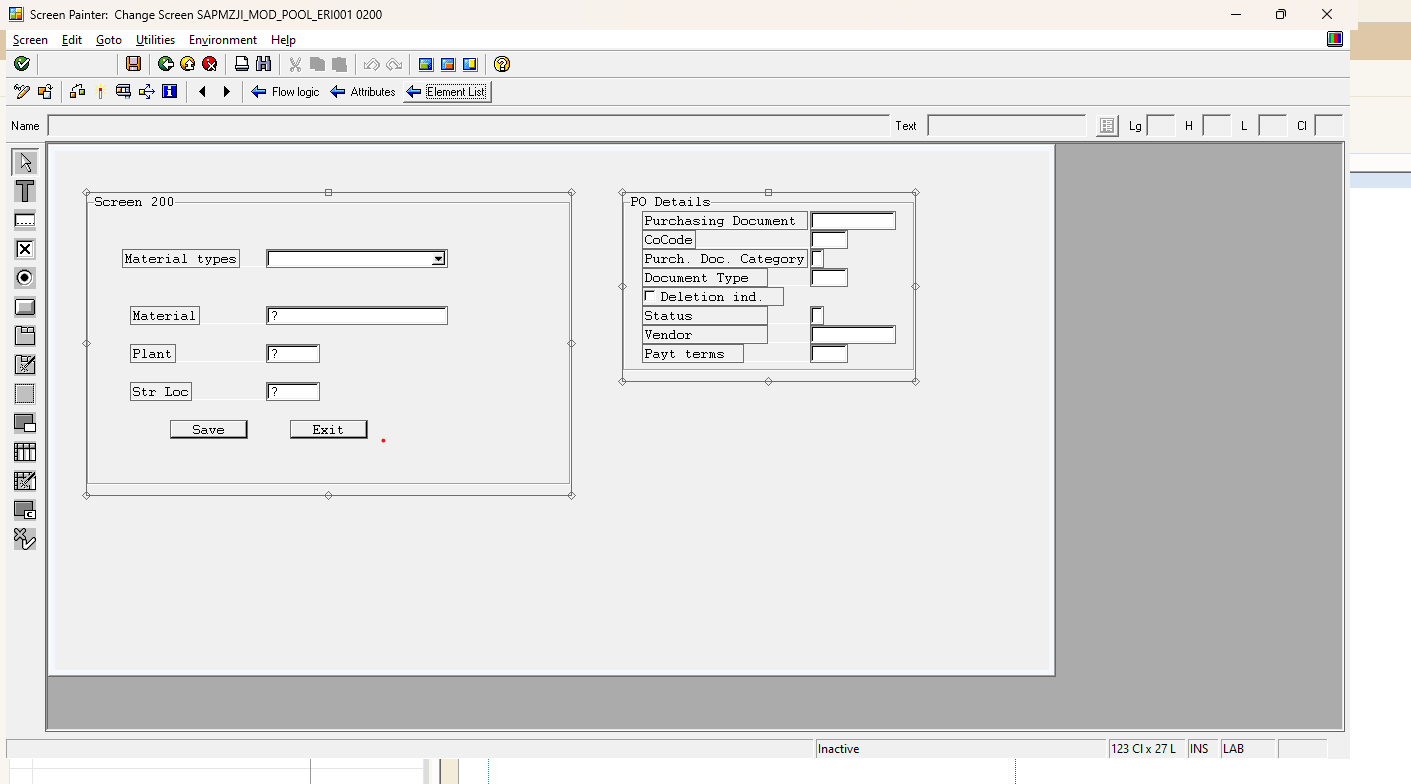 Screen Painter: Change Screen SAPMZJI_MOD_POOL_ERI001 0200
Screen Edit Goto Utilities Environment Help
Flow logic Attributes Element List
Name Text Lg H L Cl
Screen 200
Material types
Material ?
Plant ?
Str Loc ?
Save Exit
PO Details
Purchasing Document
CoCode
Purch. Doc. Category
Document Type
Deletion ind.
Status
Vendor
Payt terms
Inactive 123 Cl x 27 L INS LAB